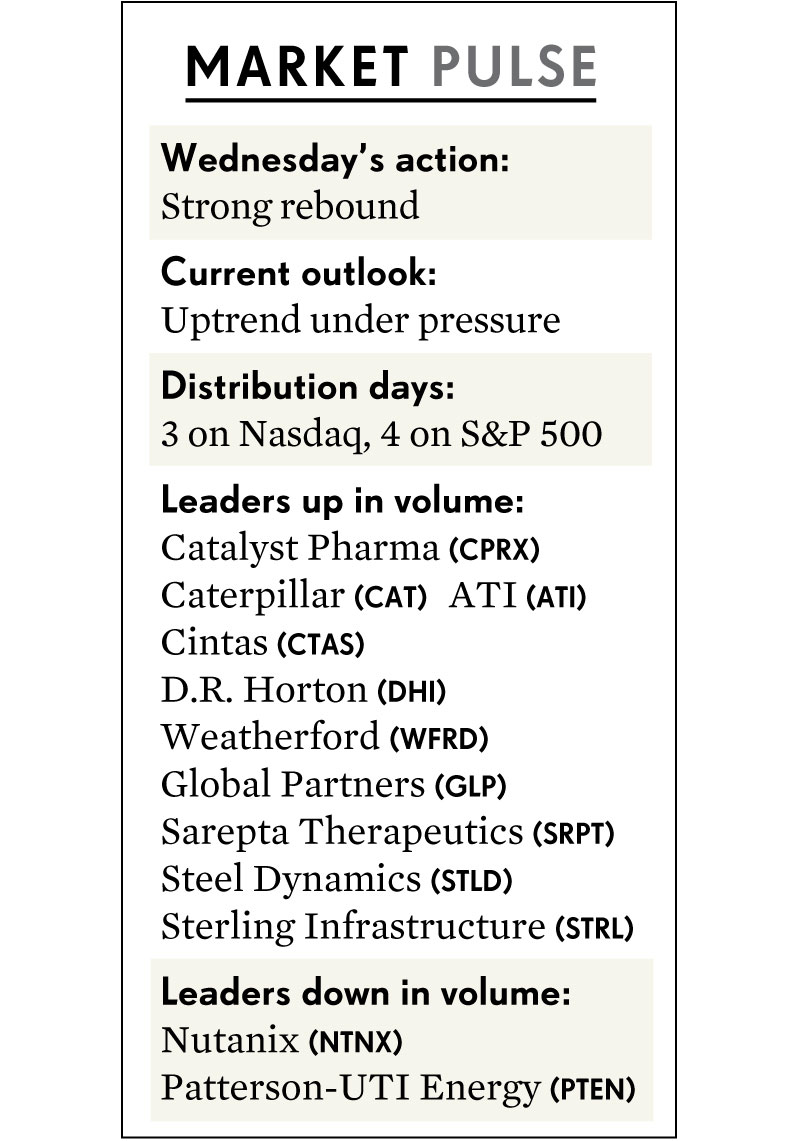 MARKET PULSE
Wednesday’s action:
Strong rebound
Current outlook:
Uptrend under pressure
Distribution days:
3 on Nasdaq, 4 on S&P 500
Leaders up in volume:
Catalyst Pharma (CPRX)
Caterpillar (CAT) ATI (ATI)
Cintas (CTAS)
D.R. Horton (DHI)
Weatherford (WFRD)
Global Partners (GLP)
Sarepta Therapeutics (SRPT)
Steel Dynamics (STLD)
Sterling Infrastructure (STRL)
Leaders down in volume:
Nutanix (NTNX)
Patterson-UTI Energy (PTEN)